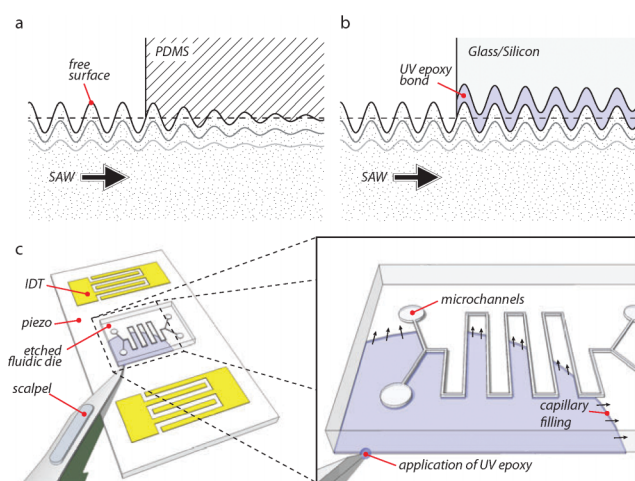 a
PDMS
free
surface
SAW
b
Glass/Silicon
UV epoxy
bond
SAW
c
IDT
piezo
etched
fluidic die
scalpel
microchannels
capillary
filling
application of UV epoxy